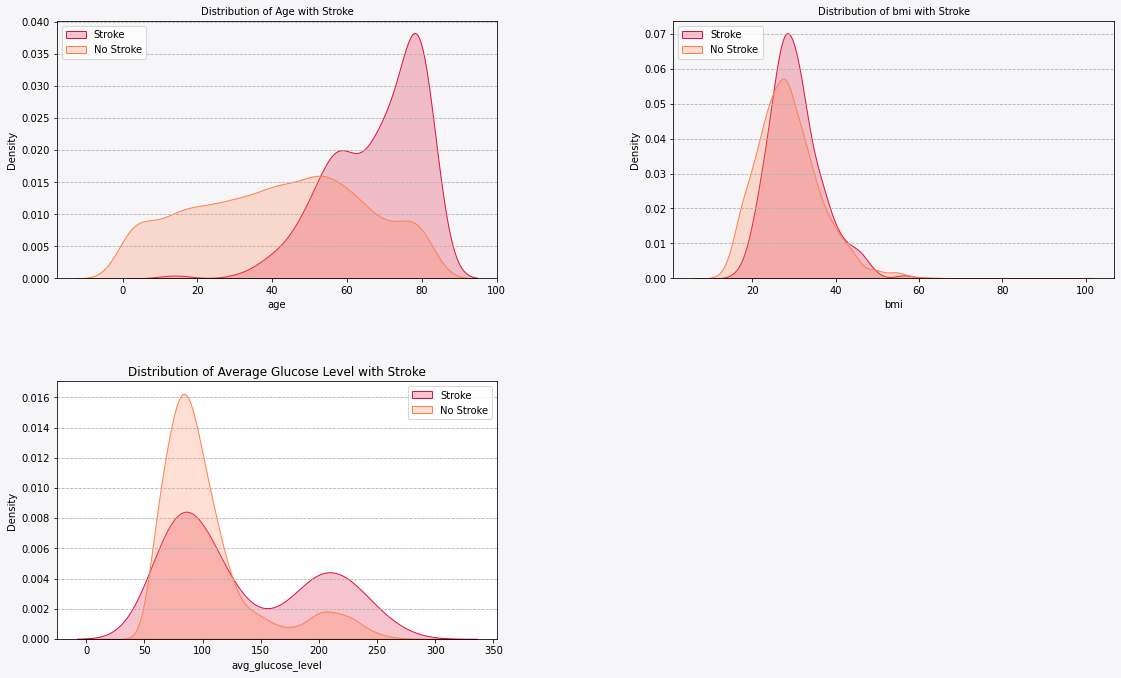 Distribution of Age with Stroke
0.040
0.035
0.030
0.025
0.020
0.015
0.010
0.005
0.000
Density
Stroke
No Stroke
0 20 40 60 80 100
age
Distribution of bmi with Stroke
0.07
0.06
0.05
0.04
0.03
0.02
0.01
0.00
Density
Stroke
No Stroke
20 40 60 80 100
bmi
Distribution of Average Glucose Level with Stroke
0.016
0.014
0.012
0.010
0.008
0.006
0.004
0.002
0.000
Density
Stroke
No Stroke
0 50 100 150 200 250 300 350
avg_glucose_level